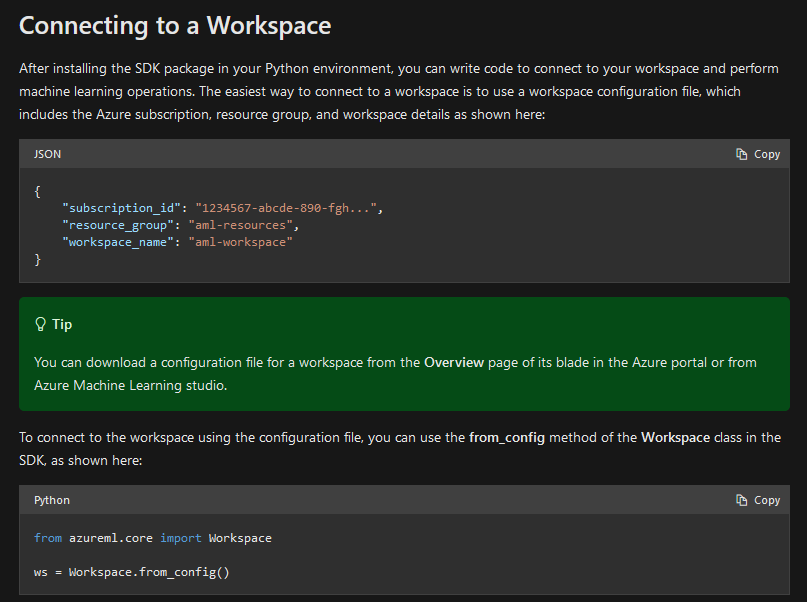 Connecting to a Workspace
After installing the SDK package in your Python environment, you can write code to connect to your workspace and perform
machine learning operations. The easiest way to connect to a workspace is to use a workspace configuration file, which
includes the Azure subscription, resource group, and workspace details as shown here:
JSON Copy
{
    "subscription_id": "1234567-abcde-890-fgh...",
    "resource_group": "aml-resources",
    "workspace_name": "aml-workspace"
}
Tip
You can download a configuration file for a workspace from the Overview page of its blade in the Azure portal or from
Azure Machine Learning studio.
To connect to the workspace using the configuration file, you can use the from_config method of the Workspace class in the
SDK, as shown here:
Python Copy
from azureml.core import Workspace
ws = Workspace.from_config()